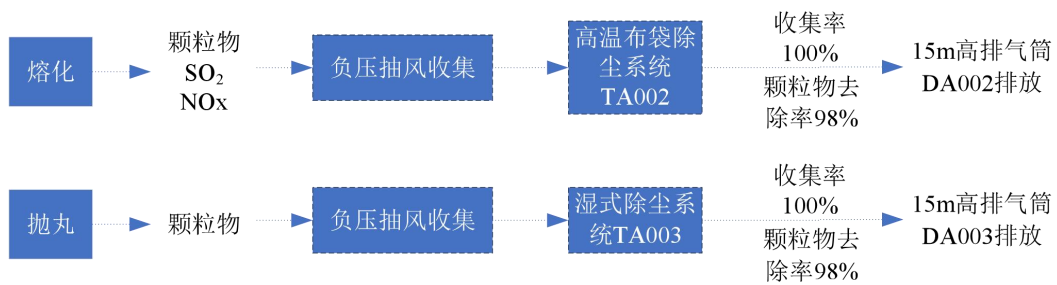 熔化
颗粒物
SO₂
NOx
负压抽风收集
高温布袋除
尘系统
TA002
收集率
100%
颗粒物去
除率98%
15m高排气筒
DA002排放
抛丸
颗粒物
负压抽风收集
湿式除尘系
统TA003
收集率
100%
颗粒物去
除率98%
15m高排气筒
DA003排放